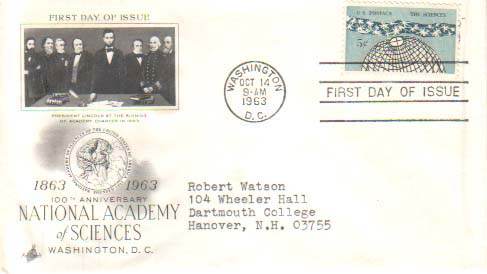 FIRST DAY OF ISSUE
PRESIDENT LINCOLN AT THE SIGNING
OF ACADEMY CHARTER IN 1863
1863 1963
100TH ANNIVERSARY
NATIONAL ACADEMY
of SCIENCES
WASHINGTON, D.C.
WASHINGTON
OCT 14
9-AM
1963
D.C.
U.S. POSTAGE THE SCIENCES
5¢
FIRST DAY OF ISSUE
Robert Watson
104 Wheeler Hall
Dartmouth College
Hanover, N.H. 03755